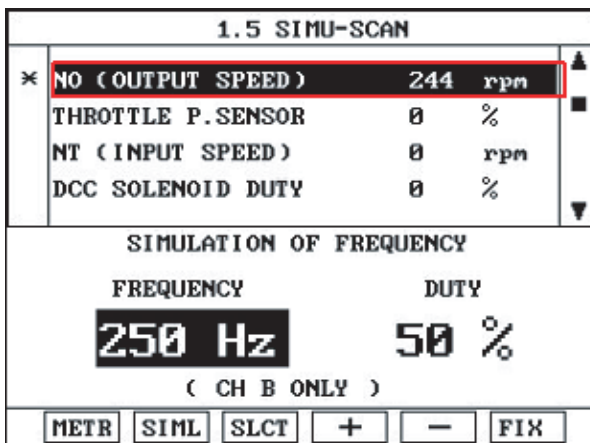 1.5 SIMU-SCAN
* NO (OUTPUT SPEED) 244 rpm
THROTTLE P.SENSOR 0 %
NT (INPUT SPEED) 0 rpm
DCC SOLENOID DUTY 0 %
SIMULATION OF FREQUENCY
FREQUENCY DUTY
250 Hz 50 %
( CH B ONLY )
METR SIML SLCT + - FIX